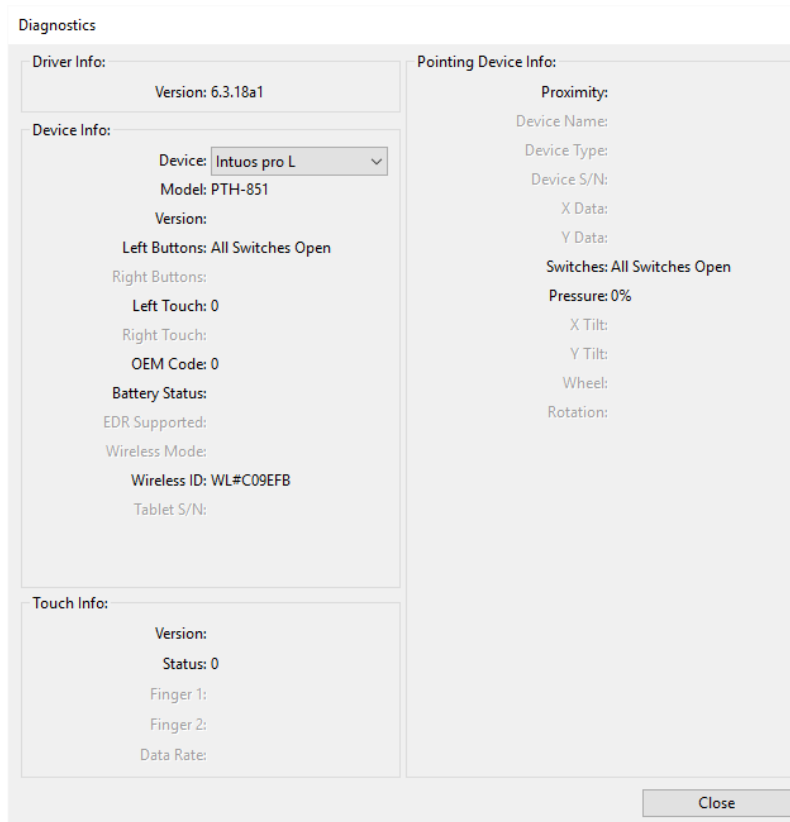 Diagnostics
Driver Info:
Version: 6.3.18a1
Device Info:
Device: Intuos pro L
Model: PTH-851
Version:
Left Buttons: All Switches Open
Right Buttons:
Left Touch: 0
Right Touch:
OEM Code: 0
Battery Status:
EDR Supported:
Wireless Mode:
Wireless ID: WL#C09EFB
Tablet S/N:
Touch Info:
Version:
Status: 0
Finger 1:
Finger 2:
Data Rate:
Pointing Device Info:
Proximity:
Device Name:
Device Type:
Device S/N:
X Data:
Y Data:
Switches: All Switches Open
Pressure: 0%
X Tilt:
Y Tilt:
Wheel:
Rotation:
Close